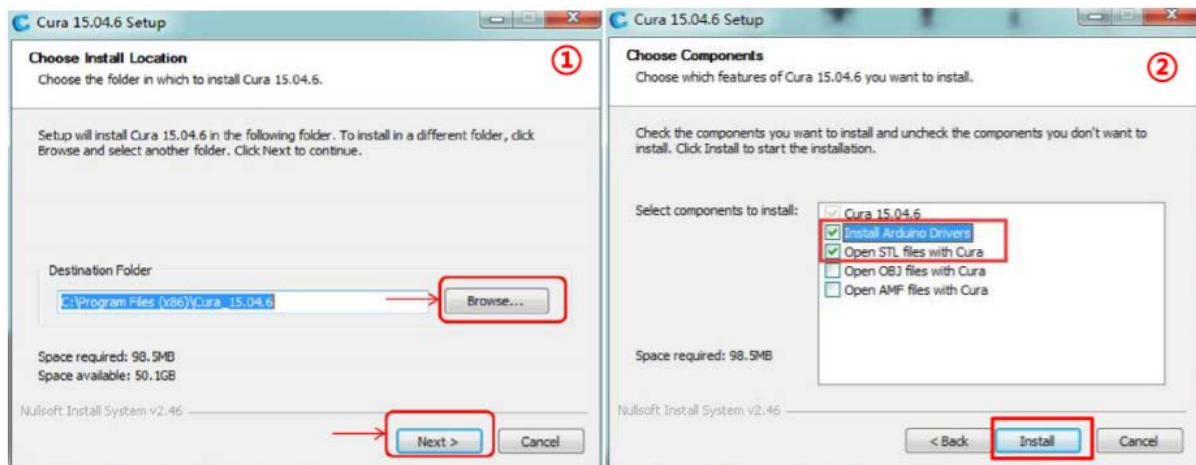 Cura 15.04.6 Setup
①
Choose Install Location
Choose the folder in which to install Cura 15.04.6.
Setup will install Cura 15.04.6 in the following folder. To install in a different folder, click
Browse and select another folder. Click Next to continue.
Destination Folder
C:\Program Files (x86)\Cura_15.04.6
Browse...
Space required: 98.5MB
Space available: 50.1GB
Nullsoft Install System v2.46
Next >
Cancel
Cura 15.04.6 Setup
②
Choose Components
Choose which features of Cura 15.04.6 you want to install.
Check the components you want to install and uncheck the components you don't want to
install. Click Install to start the installation.
Select components to install:
Cura 15.04.6
Install Arduino Drivers
Open STL files with Cura
Open OBJ files with Cura
Open AMF files with Cura
Space required: 98.5MB
Nullsoft Install System v2.46
< Back
Install
Cancel